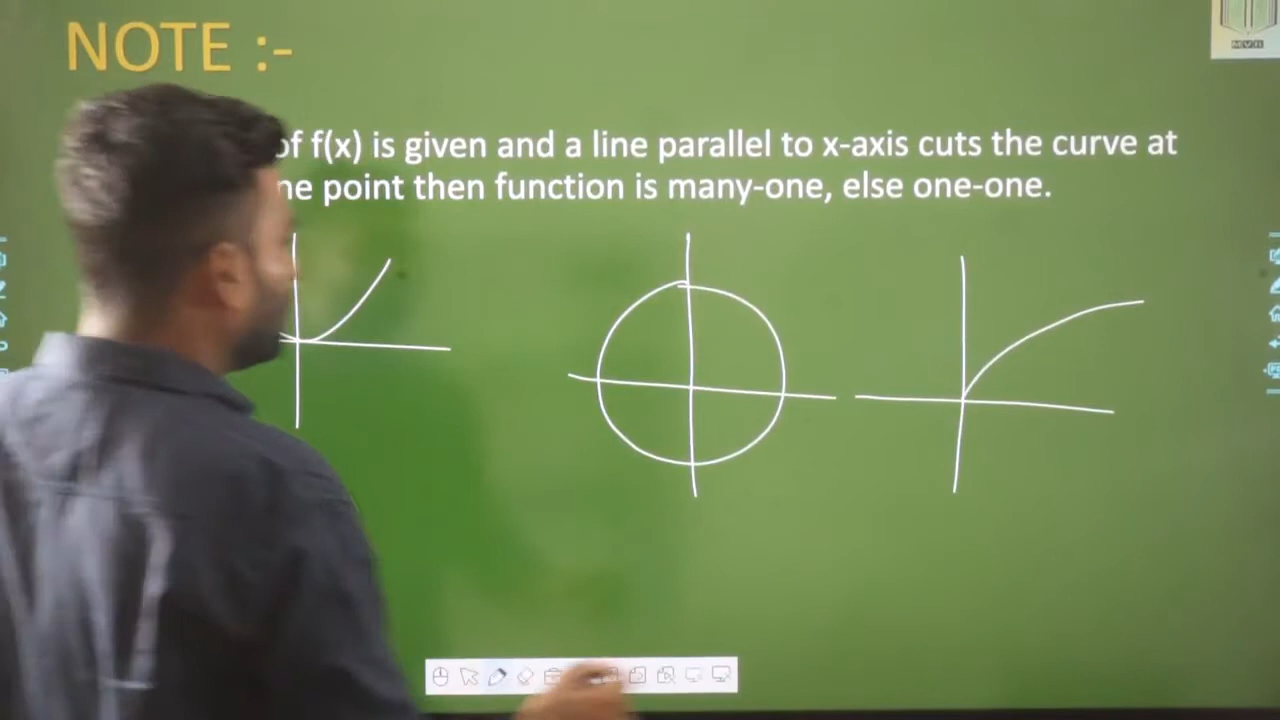 NOTE :-
of f(x) is given and a line parallel to x-axis cuts the curve at
point then function is many-one, else one-one.